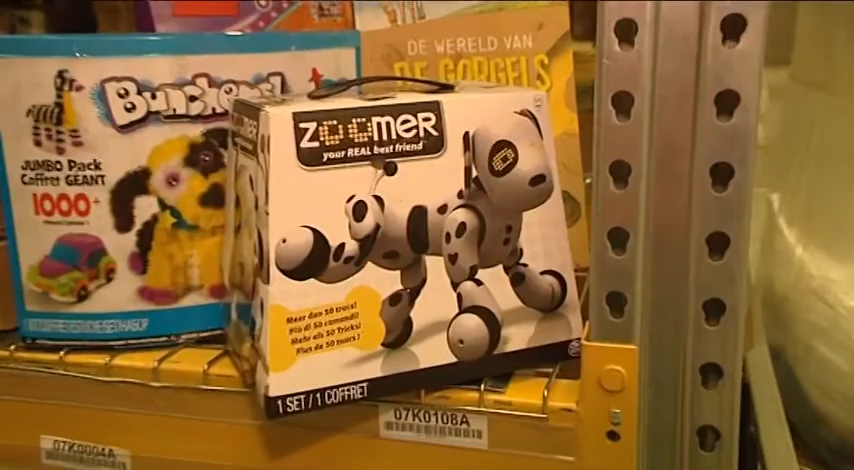 DE WERELD VAN
DE GORGELS
Bunchems!
JUMBO Pack
Coffret GEANT
1000
ZOOMER
your REAL best friend
Meer dan 50 trucs!
Più di 50 comandi!
Mehr als 50 Tricks!
Plus de 50 tours!
1 SET / 1 COFFRET
07K0108A
07K0004A